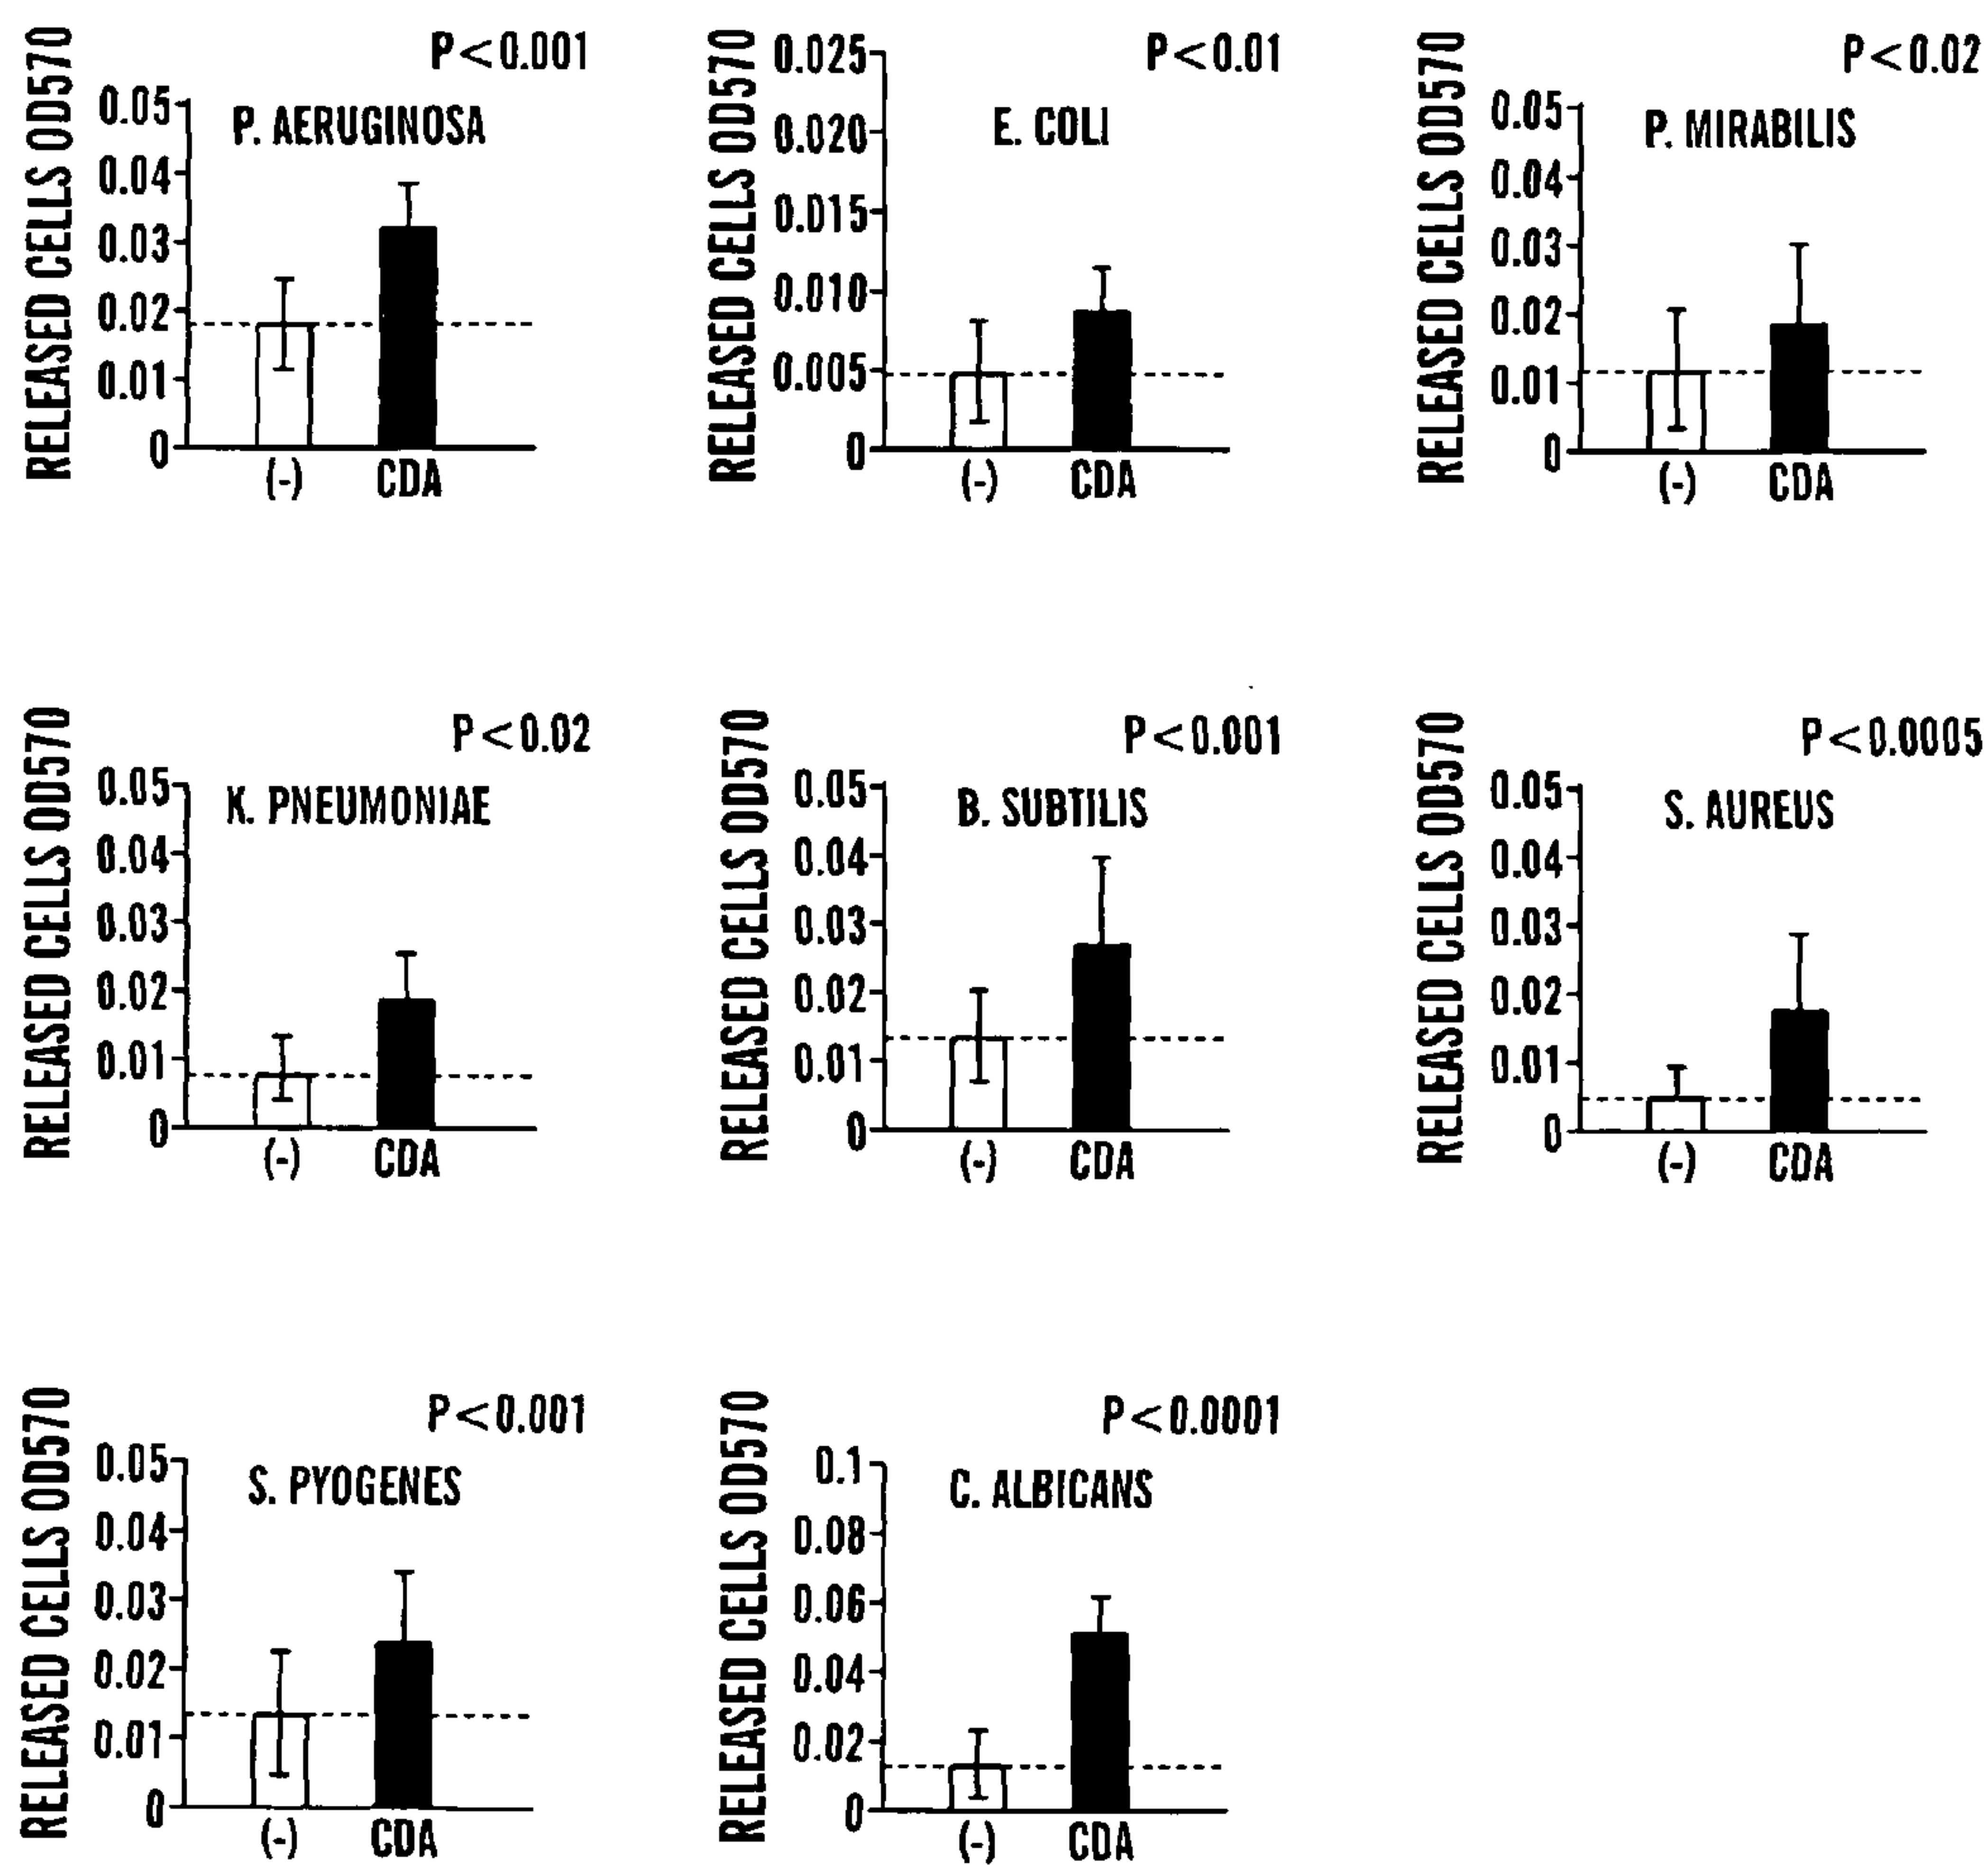 P<0.001
RELEASED CELLS OD570
P. AERUGINOSA
0.05
0.04
0.03
0.02
0.01
0
(-)
CDA
P<0.01
RELEASED CELLS OD570
E. COLI
0.025
0.020
0.015
0.010
0.005
0
(-)
CDA
P<0.02
RELEASED CELLS OD570
P. MIRABILIS
0.05
0.04
0.03
0.02
0.01
0
(-)
CDA
P<0.02
RELEASED CELLS OD570
K. PNEUMONIAE
0.05
0.04
0.03
0.02
0.01
0
(-)
CDA
P<0.001
RELEASED CELLS OD570
B. SUBTILIS
0.05
0.04
0.03
0.02
0.01
0
(-)
CDA
P<0.0005
RELEASED CELLS OD570
S. AUREUS
0.05
0.04
0.03
0.02
0.01
0
(-)
CDA
P<0.001
RELEASED CELLS OD570
S. PYOGENES
0.05
0.04
0.03
0.02
0.01
0
(-)
CDA
P<0.0001
RELEASED CELLS OD570
C. ALBICANS
0.1
0.08
0.06
0.04
0.02
0
(-)
CDA